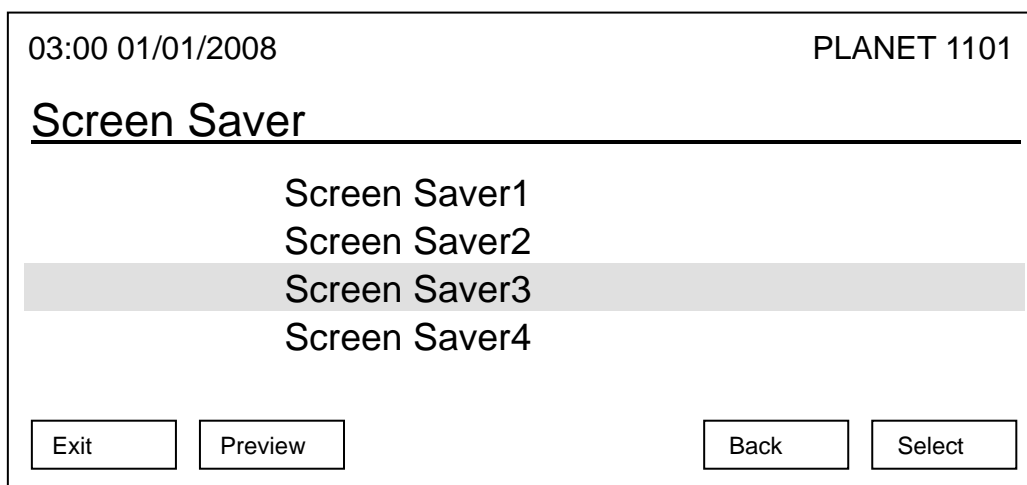 03:00 01/01/2008 PLANET 1101
Screen Saver
Screen Saver1
Screen Saver2
Screen Saver3
Screen Saver4
Exit Preview Back Select